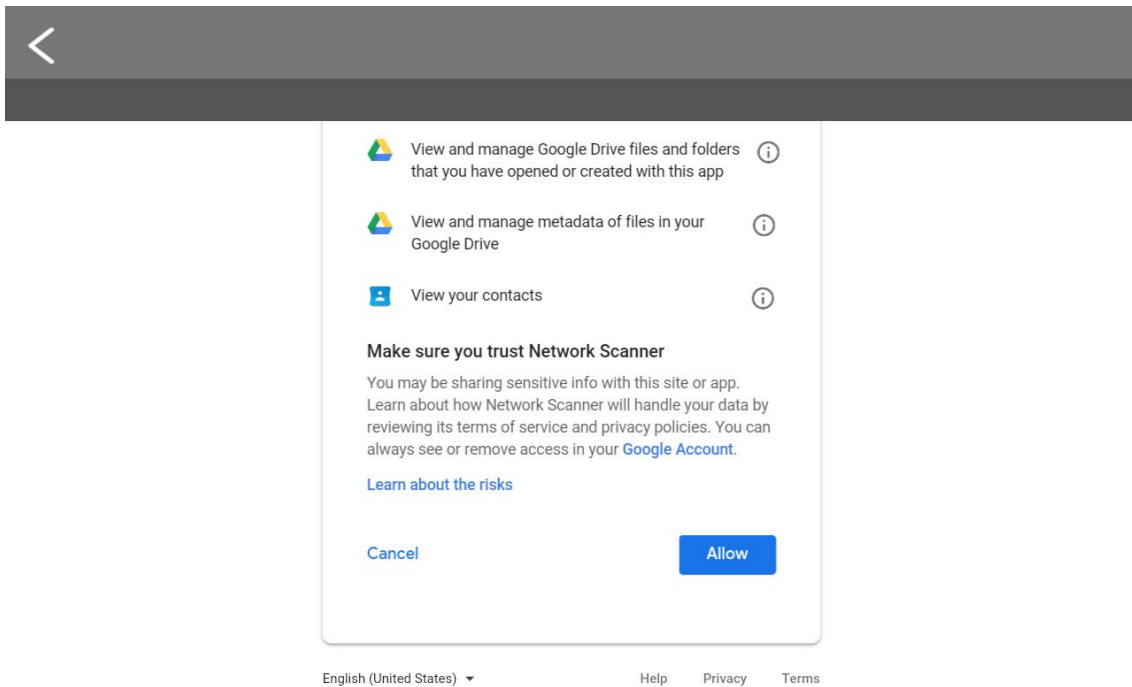 View and manage Google Drive files and folders
that you have opened or created with this app
View and manage metadata of files in your
Google Drive
View your contacts
Make sure you trust Network Scanner
You may be sharing sensitive info with this site or app.
Learn about how Network Scanner will handle your data by
reviewing its terms of service and privacy policies. You can
always see or remove access in your Google Account.
Learn about the risks
Cancel Allow
English (United States) Help Privacy Terms